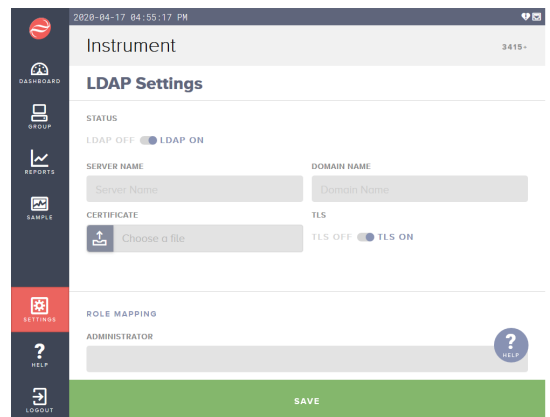 2020-04-17 04:55:17 PM
Instrument
3415-
DASHBOARD
LDAP Settings
GROUP
STATUS
LDAP OFF LDAP ON
REPORTS
SERVER NAME
DOMAIN NAME
Server Name
Domain Name
SAMPLE
CERTIFICATE
TLS
Choose a file
TLS OFF TLS ON
SETTINGS
ROLE MAPPING
ADMINISTRATOR
?
HELP
?
HELP
LOGOUT
SAVE